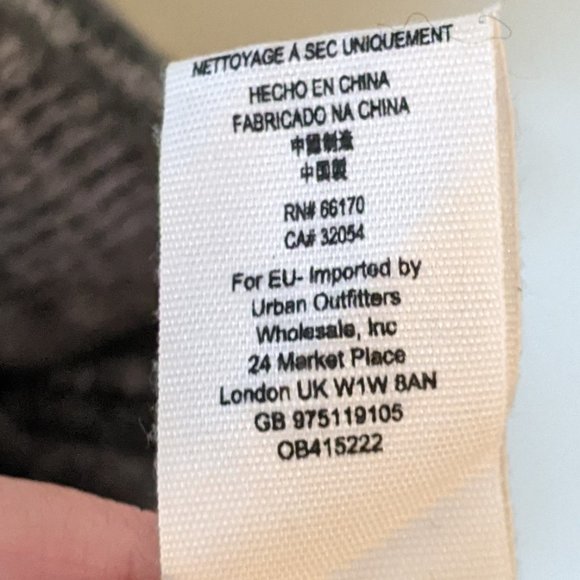 NETTOYAGE À SEC UNIQUEMENT
HECHO EN CHINA
FABRICADO NA CHINA
中國製造
中国製
RN# 66170
CA# 32054
For EU- Imported by
Urban Outfitters
Wholesale, Inc
24 Market Place
London UK W1W 8AN
GB 975119105
OB415222